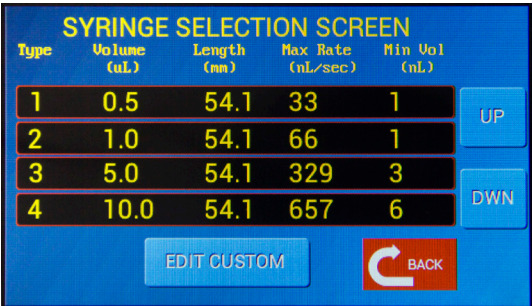 SYRINGE SELECTION SCREEN
Type Volume Length Max Rate Min Vol
(uL) (mm) (nL/sec) (nL)
1 0.5 54.1 33 1
2 1.0 54.1 66 1
3 5.0 54.1 329 3
4 10.0 54.1 657 6
UP
DWN
EDIT CUSTOM
BACK